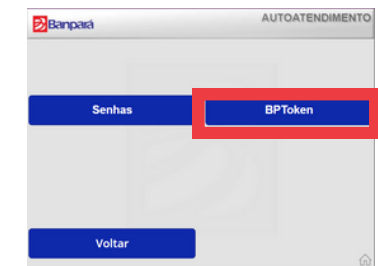 Banpará
AUTOATENDIMENTO
Senhas
BPToken
Voltar